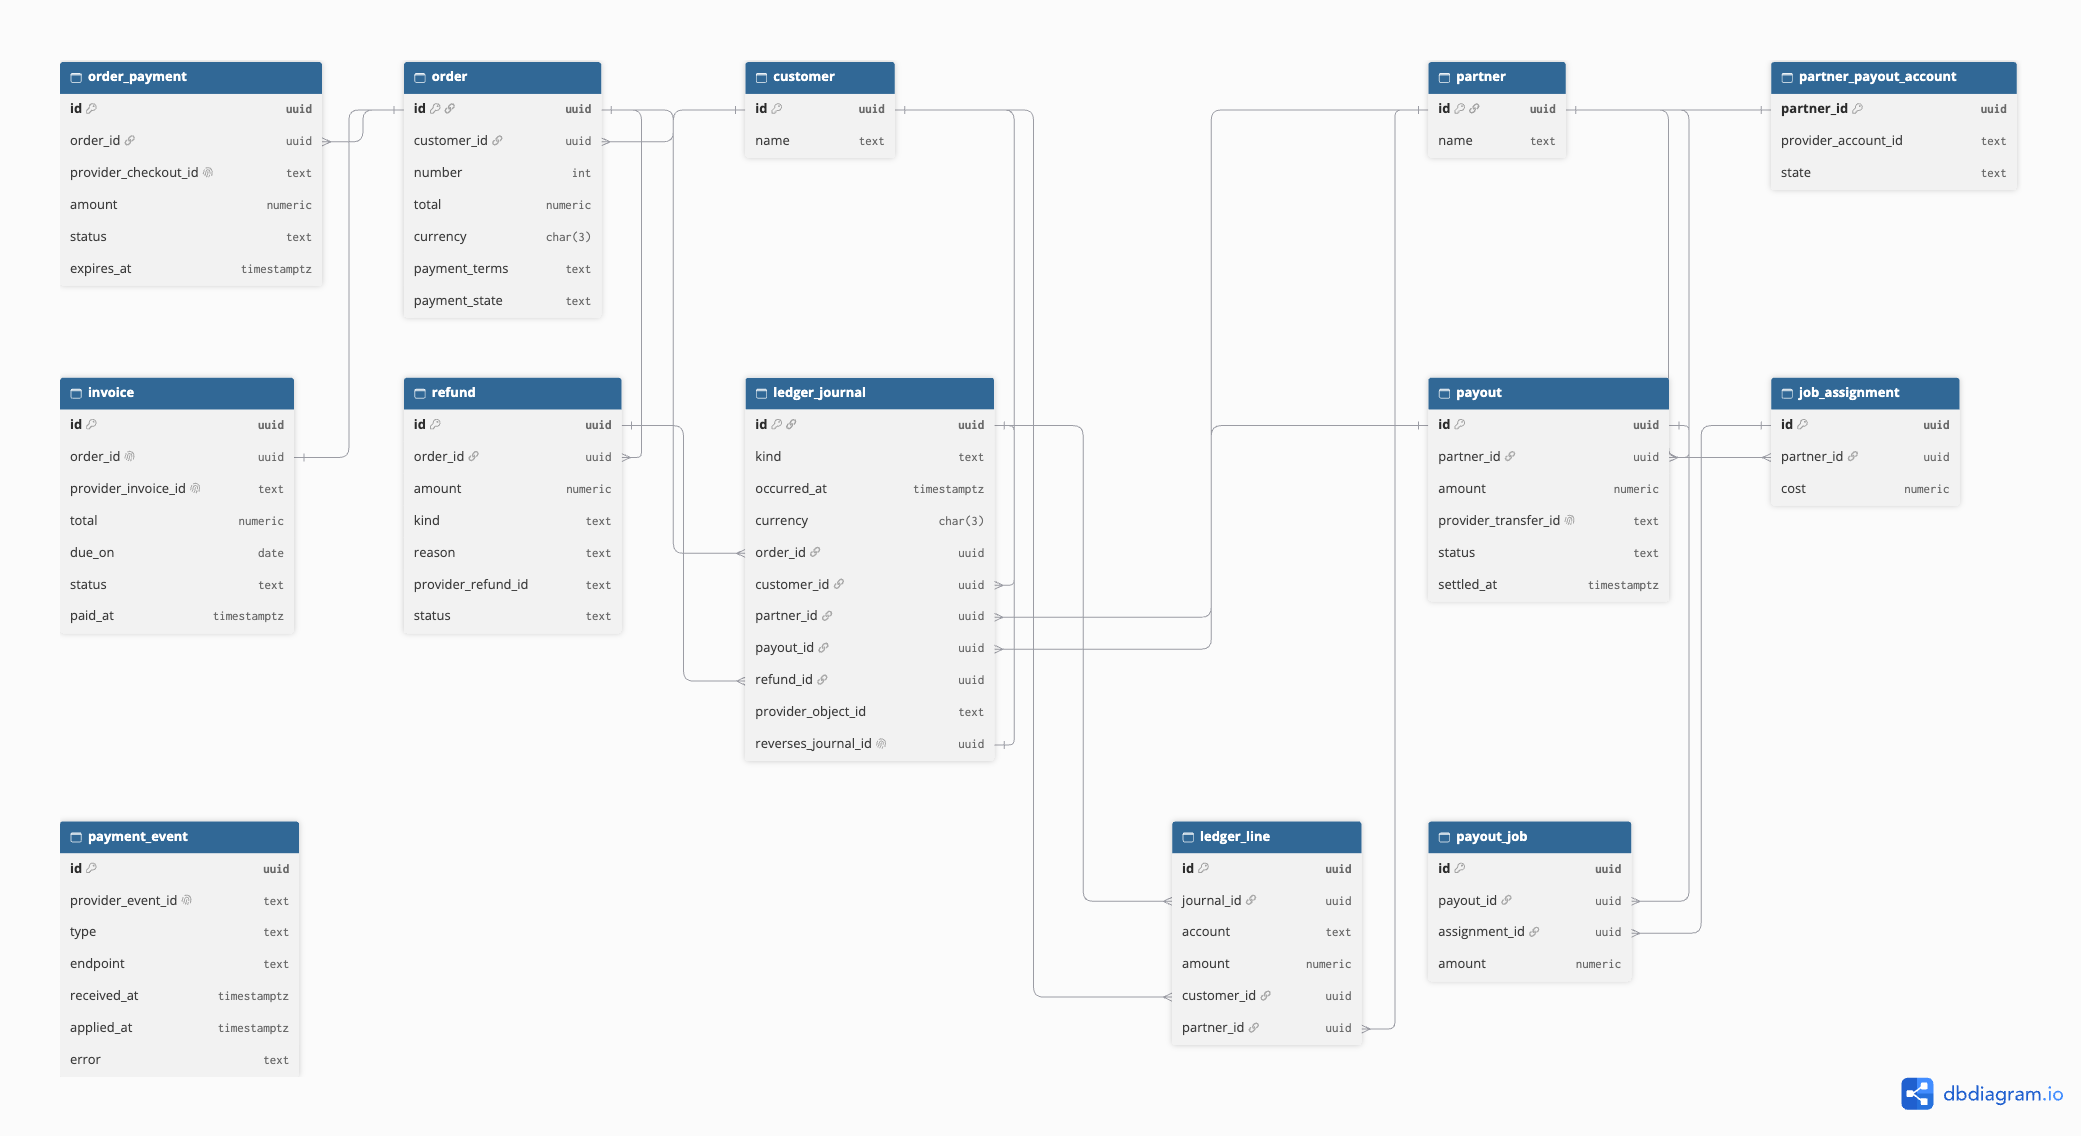 order_payment
id uuid
order_id uuid
provider_checkout_id text
amount numeric
status text
expires_at timestamptz
order
id uuid
customer_id uuid
number int
total numeric
currency char(3)
payment_terms text
payment_state text
customer
id uuid
name text
partner
id uuid
name text
partner_payout_account
partner_id uuid
provider_account_id text
state text
invoice
id uuid
order_id uuid
provider_invoice_id text
total numeric
due_on date
status text
paid_at timestamptz
refund
id uuid
order_id uuid
amount numeric
kind text
reason text
provider_refund_id text
status text
ledger_journal
id uuid
kind text
occurred_at timestamptz
currency char(3)
order_id uuid
customer_id uuid
partner_id uuid
payout_id uuid
refund_id uuid
provider_object_id text
reverses_journal_id uuid
payout
id uuid
partner_id uuid
amount numeric
provider_transfer_id text
status text
settled_at timestamptz
job_assignment
id uuid
partner_id uuid
cost numeric
payment_event
id uuid
provider_event_id text
type text
endpoint text
received_at timestamptz
applied_at timestamptz
error text
ledger_line
id uuid
journal_id uuid
account text
amount numeric
customer_id uuid
partner_id uuid
payout_job
id uuid
payout_id uuid
assignment_id uuid
amount numeric
dbdiagram.io